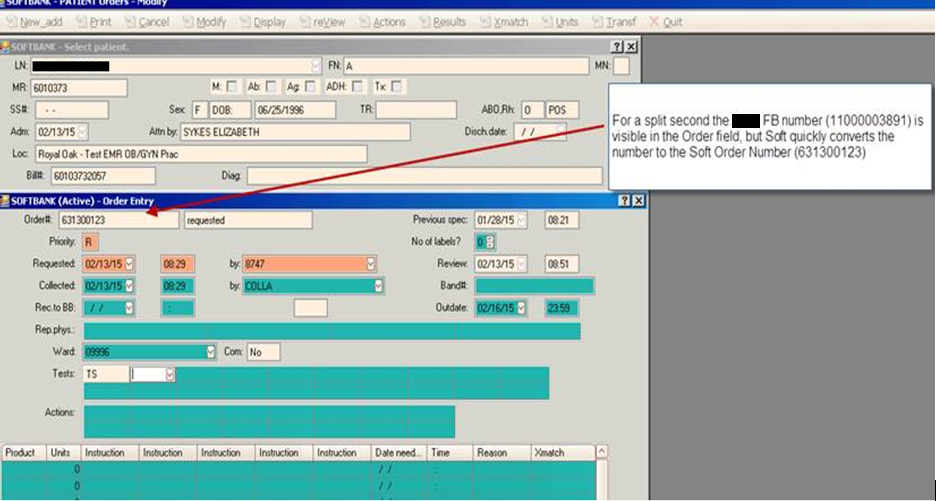 SOFTBANK - PATIENT Orders - Modify
New_add Print Cancel Modify Display reView Actions Results Xmatch Units Transf Quit
SOFTBANK - Select patient.
LN: FN: A MN:
MR: 6010373 M: Ab: Ag: ADH: Tx:
SS#: - - Sex: F DOB: 06/25/1996 TR: ABO,Rh: O POS
Adm: 02/13/15 Attn by: SYKES ELIZABETH Disch.date: / /
Loc: Royal Oak - Test EMR OB/GYN Prac
Bill#: 60103732057 Diag:
For a split second the FB number (11000003891) is
visible in the Order field, but Soft quickly converts the
number to the Soft Order Number (631300123)
SOFTBANK (Active) - Order Entry
Order#: 631300123 requested Previous spec: 01/28/15 08:21
Priority: R No of labels? 0
Requested: 02/13/15 08:29 by: 8747 Review: 02/13/15 08:51
Collected: 02/13/15 08:29 by: COLLA Band#:
Rec.to BB: / / : Outdate: 02/16/15 23:59
Rep.phys.:
Ward: 09996 Com: No
Tests: TS
Actions:
Product Units Instruction Instruction Instruction Instruction Instruction Date need... Time Reason Xmatch
0 / / :
0 / / :